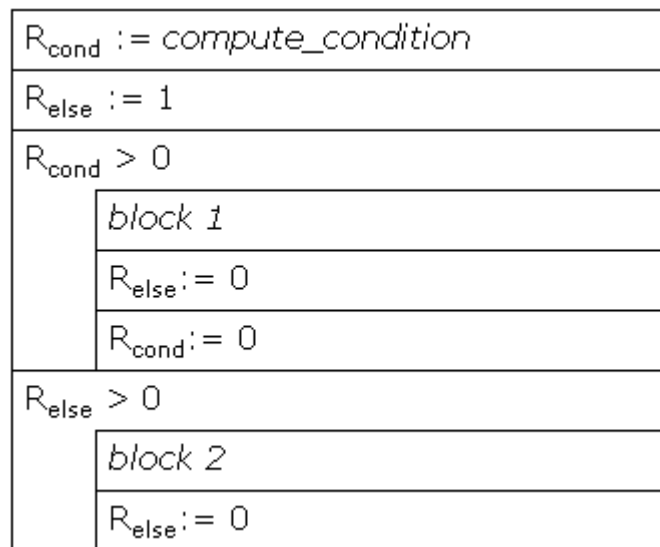 R_cond := compute_condition
R_else := 1
R_cond > 0
block 1
R_else:= 0
R_cond:= 0
R_else > 0
block 2
R_else:= 0